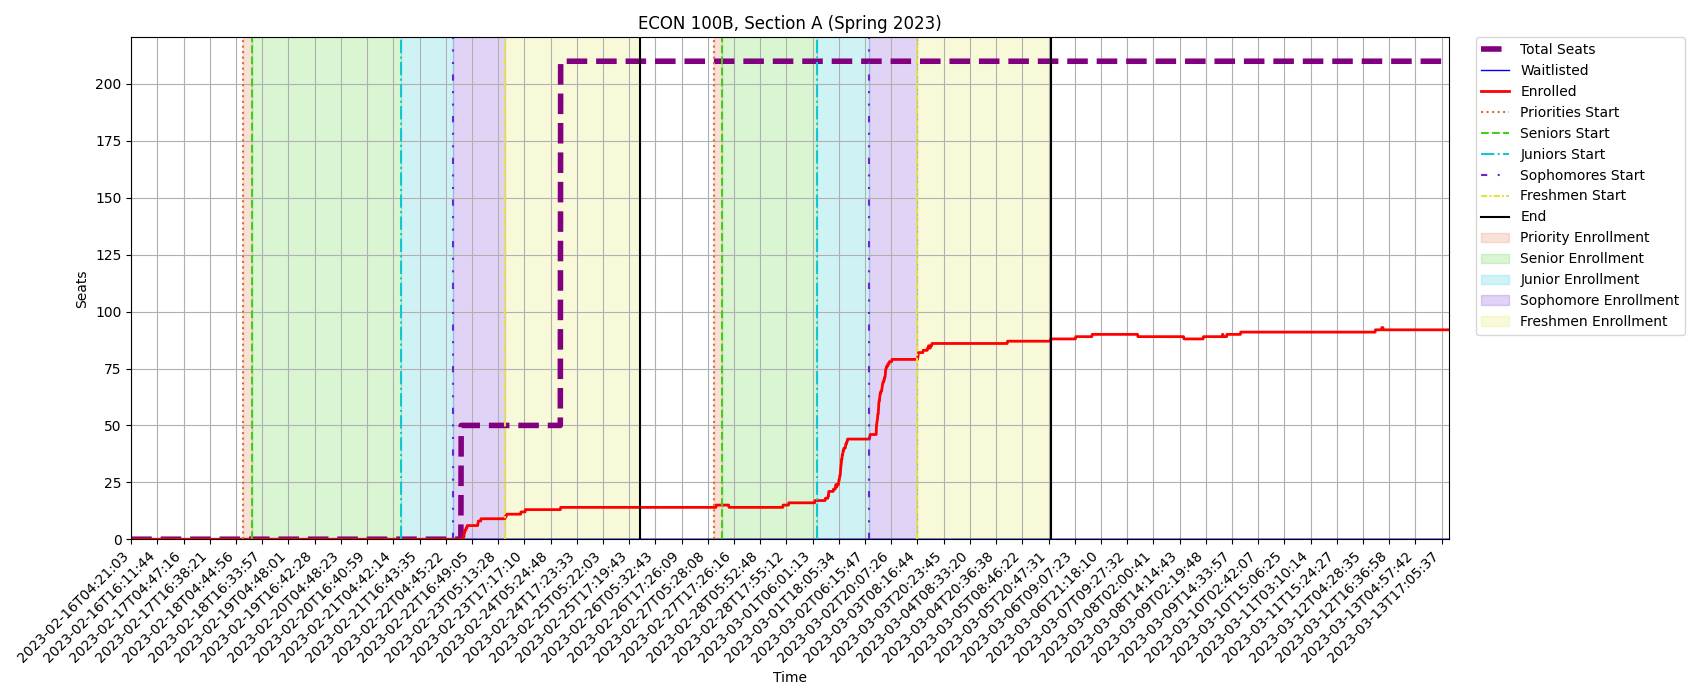 ECON 100B, Section A (Spring 2023)
Seats
200
175
150
125
100
75
50
25
0
2023-02-16T04:21:03
2023-02-16T16:11:44
2023-02-17T04:47:16
2023-02-17T16:38:21
2023-02-18T04:44:56
2023-02-18T16:33:57
2023-02-19T04:48:01
2023-02-19T16:42:28
2023-02-20T04:48:23
2023-02-20T16:40:59
2023-02-21T04:42:14
2023-02-21T16:43:35
2023-02-22T04:45:22
2023-02-22T16:49:05
2023-02-23T05:13:28
2023-02-23T17:17:10
2023-02-24T05:24:48
2023-02-24T17:23:33
2023-02-25T05:22:03
2023-02-25T17:19:43
2023-02-26T05:32:43
2023-02-26T17:26:09
2023-02-27T05:28:08
2023-02-27T17:26:16
2023-02-28T05:52:48
2023-02-28T17:55:12
2023-03-01T06:01:13
2023-03-01T18:05:34
2023-03-02T06:15:47
2023-03-02T20:07:26
2023-03-03T08:16:44
2023-03-03T20:23:45
2023-03-04T08:33:20
2023-03-04T20:36:38
2023-03-05T08:46:22
2023-03-05T20:47:31
2023-03-06T09:07:23
2023-03-06T21:18:10
2023-03-07T09:27:32
2023-03-08T02:00:41
2023-03-08T14:14:43
2023-03-09T02:19:48
2023-03-09T14:33:57
2023-03-10T02:42:07
2023-03-10T15:06:25
2023-03-11T03:10:14
2023-03-11T15:24:27
2023-03-12T04:28:35
2023-03-12T16:36:58
2023-03-13T04:57:42
2023-03-13T17:05:37
Time
Total Seats
Waitlisted
Enrolled
Priorities Start
Seniors Start
Juniors Start
Sophomores Start
Freshmen Start
End
Priority Enrollment
Senior Enrollment
Junior Enrollment
Sophomore Enrollment
Freshmen Enrollment